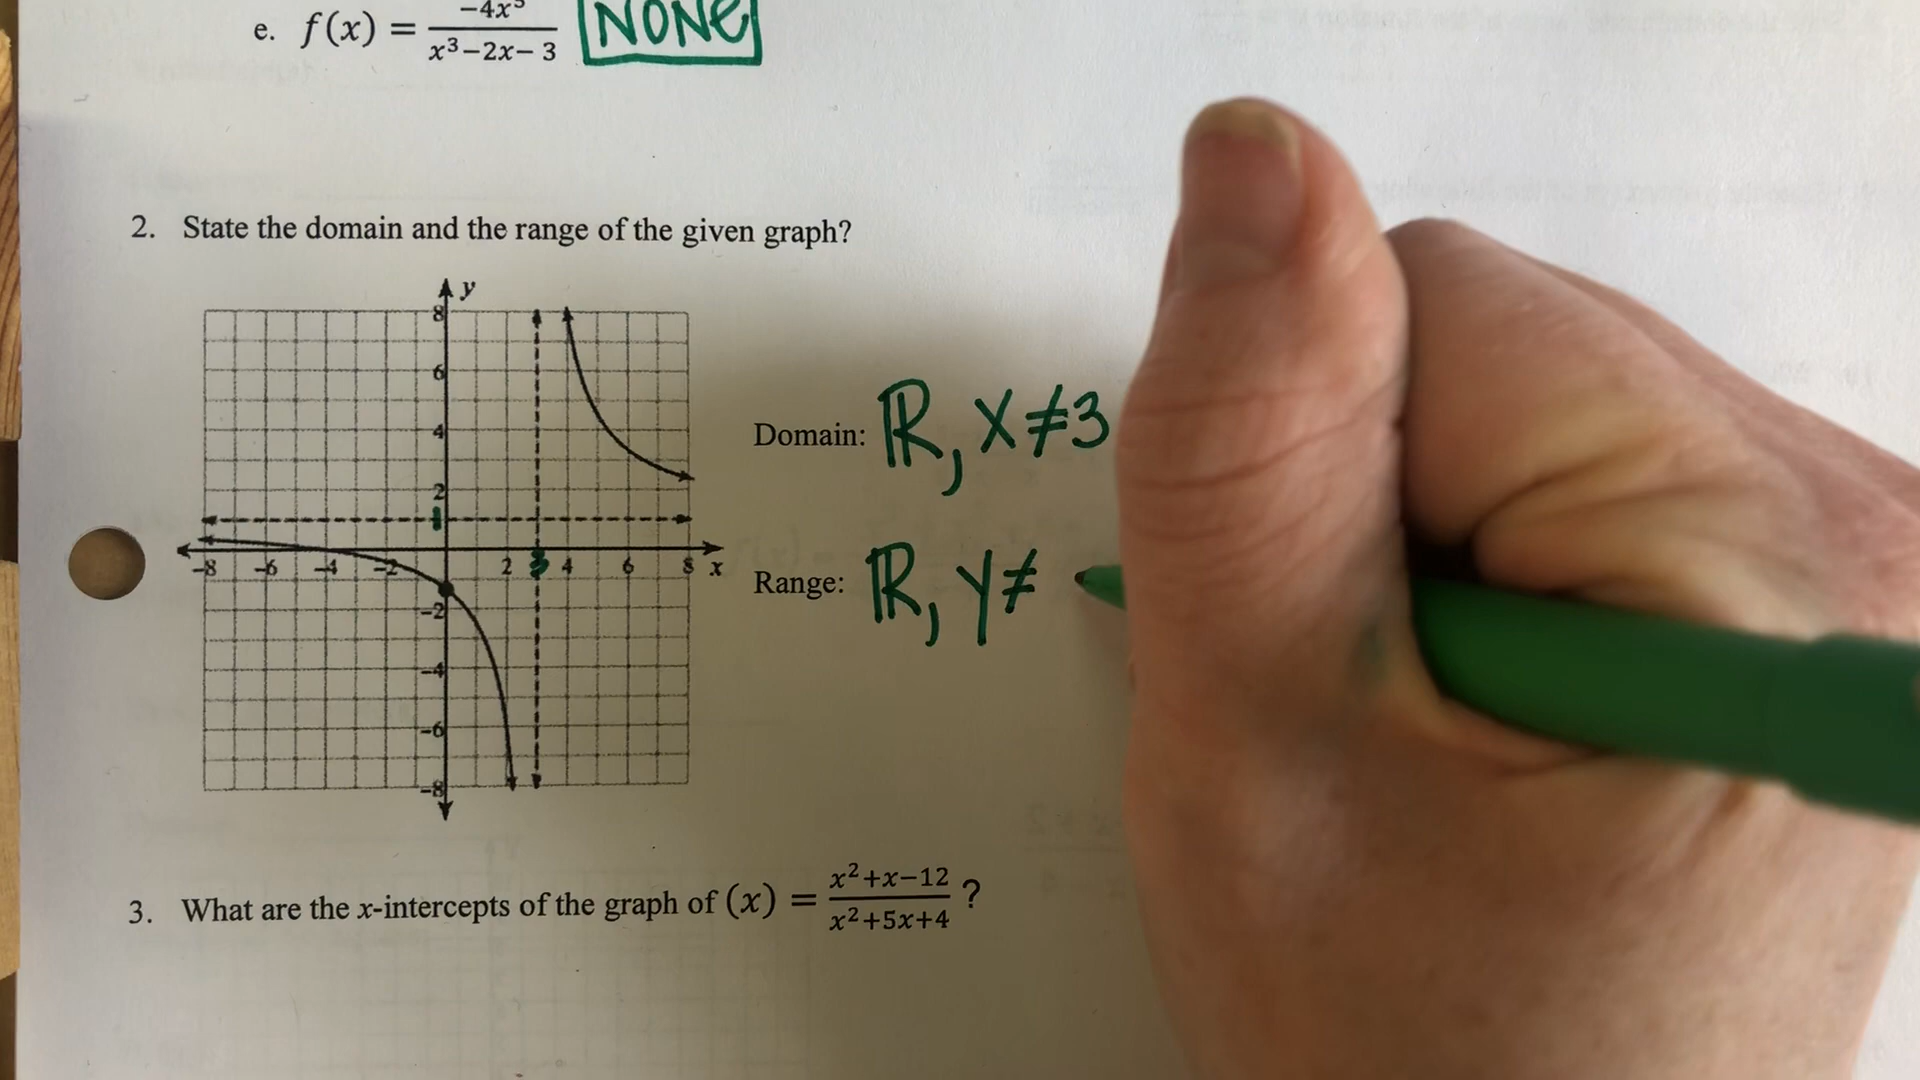 e. f(x) = -4x⁵ / x³-2x-3 NONE
2. State the domain and the range of the given graph?
y
8
6
4
2
1
-8 -6 -4 -2 2 3 4 6 8 x
-2
-4
-6
-8
Domain: ℝ, X≠3
Range: ℝ, Y≠
3. What are the x-intercepts of the graph of (x) = x²+x-12 / x²+5x+4 ?